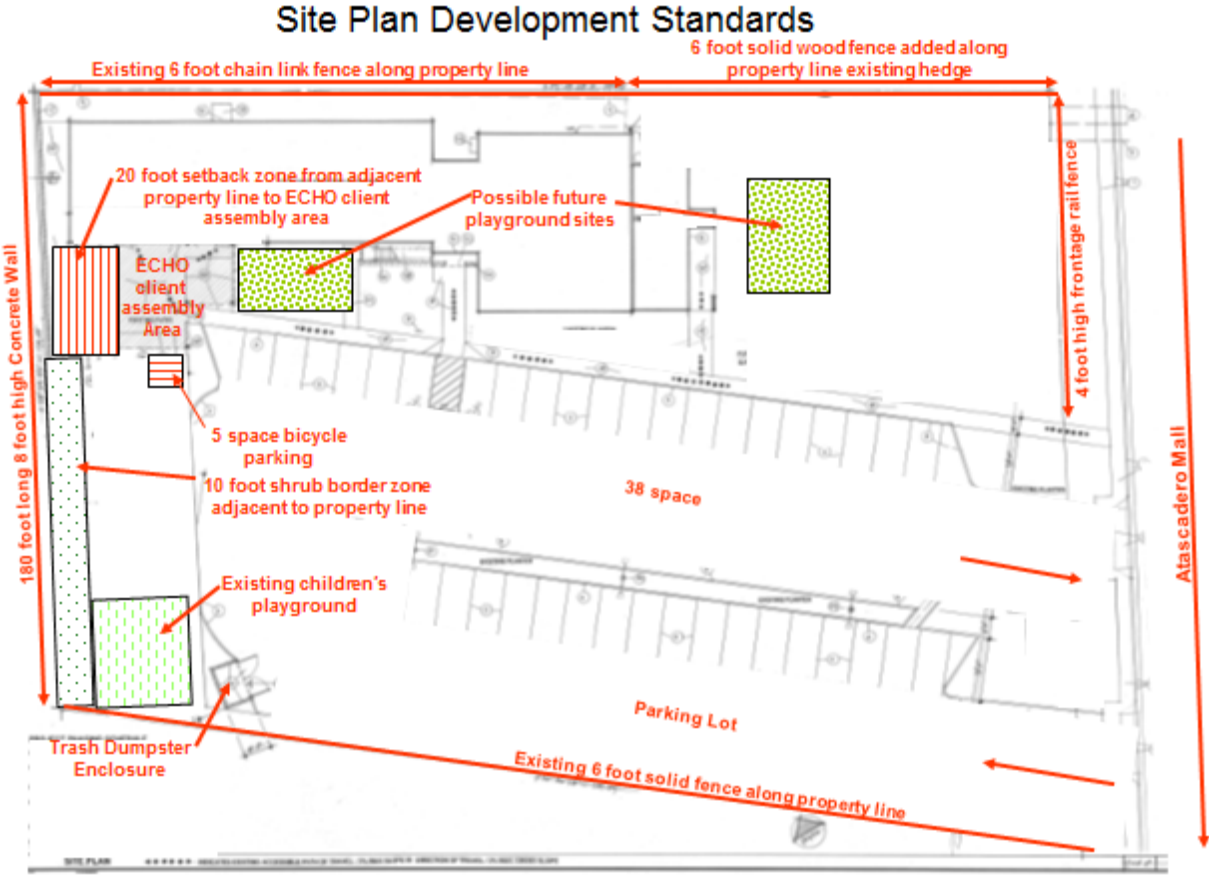 Site Plan Development Standards
6 foot solid wood fence added along
property line existing hedge
Existing 6 foot chain link fence along property line
20 foot setback zone from adjacent
property line to ECHO client
assembly area
Possible future
playground sites
4 foot high frontage rail fence
180 foot long 8 foot high Concrete Wall
ECHO
client
assembly
Area
5 space bicycle
parking
10 foot shrub border zone
adjacent to property line
38 space
Atascadero Mall
Existing children's
playground
Parking Lot
Trash Dumpster
Enclosure
Existing 6 foot solid fence along property line
SITE PLAN